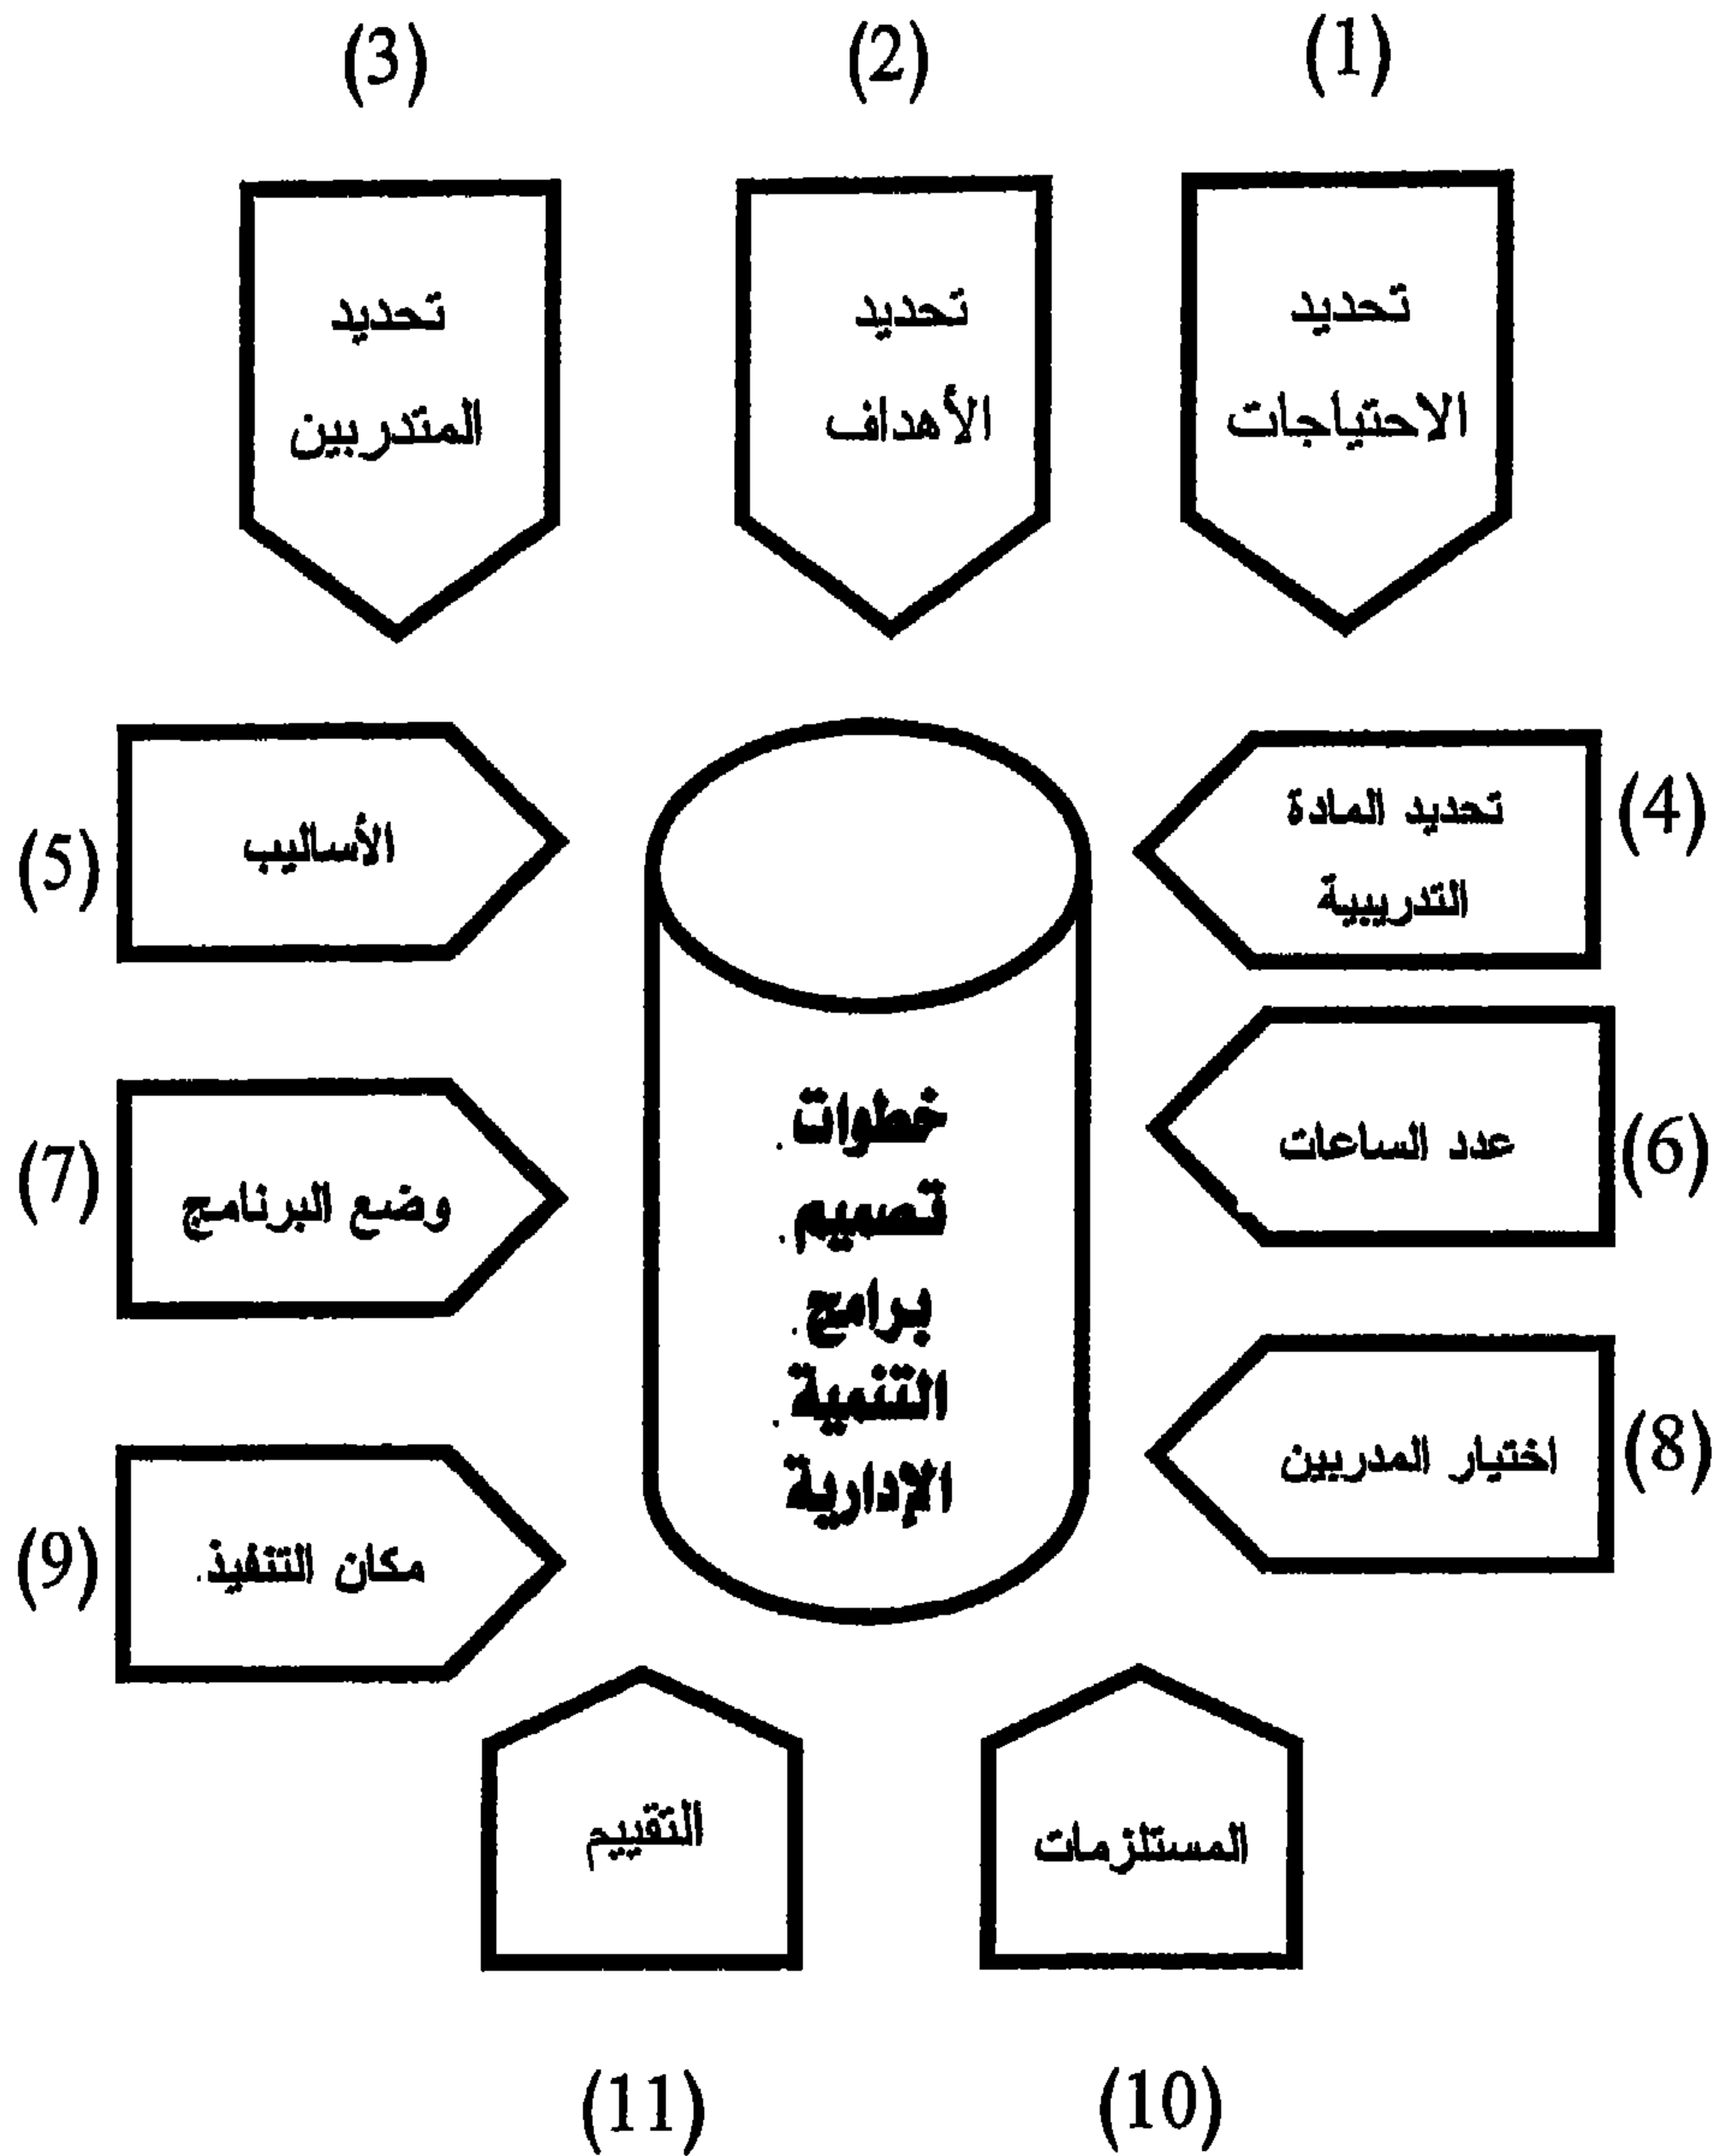 (1)
(2)
(3)
تحديد
الاحتياجات
تحديد
الأهداف
تحديد
المتدربين
(4)
تحديد المادة
التدريبية
(5)
الأساليب
(6)
عدد الساعات
(7)
وضع البرنامج
(8)
اختيار المدربين
(9)
مكان التنفيذ.
خطوات.
تصميم.
برامج.
التنمية.
الإدارية
المستلزمات
التقييم
(10)
(11)